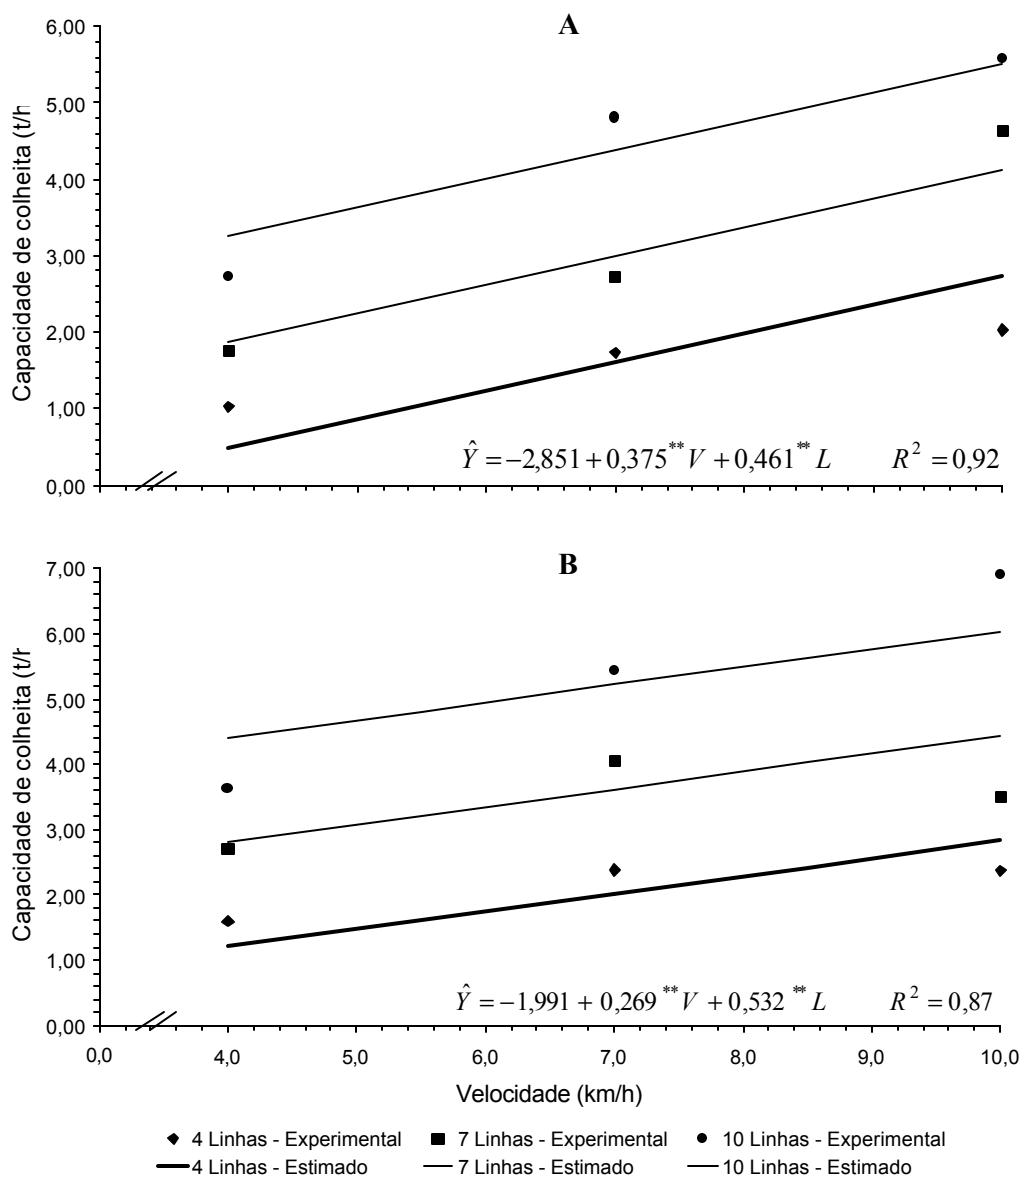 A
Capacidade de colheita (t/h
6,00
5,00
4,00
3,00
2,00
1,00
0,00
Ŷ = −2,851 + 0,375** V + 0,461** L R² = 0,92
B
Capacidade de colheita (t/h
7,00
6,00
5,00
4,00
3,00
2,00
1,00
0,00
Ŷ = −1,991 + 0,269** V + 0,532** L R² = 0,87
0,0 4,0 5,0 6,0 7,0 8,0 9,0 10,0
Velocidade (km/h)
4 Linhas - Experimental 7 Linhas - Experimental 10 Linhas - Experimental
4 Linhas - Estimado 7 Linhas - Estimado 10 Linhas - Estimado